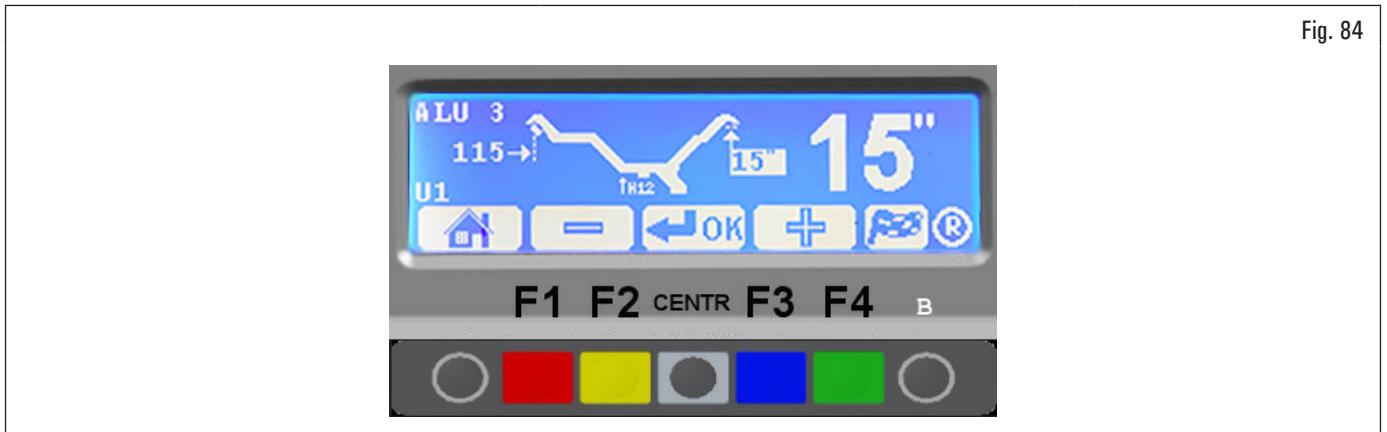 Fig. 84
ALU 3
115
15"
15"
H12
U1
OK
R
F1 F2 CENTR F3 F4 B